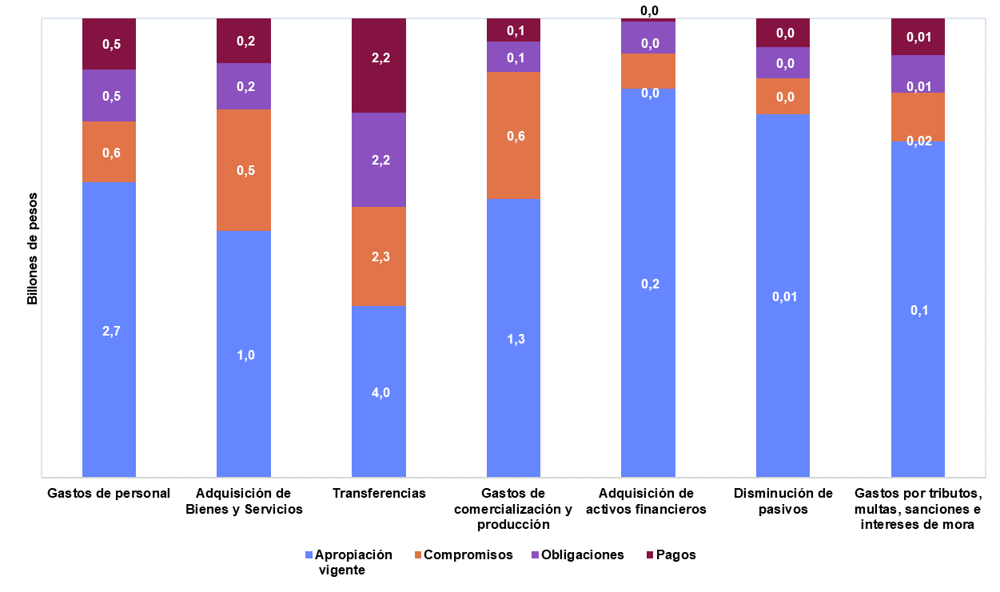 0,0
0,5
0,2
2,2
0,1
0,0
0,01
0,5
0,2
2,2
0,1
0,0
0,0
0,01
0,6
0,5
2,3
0,6
0,0
0,0
0,02
2,7
1,0
4,0
1,3
0,2
0,01
0,1
Billones de pesos
Gastos de personal
Adquisición de
Bienes y Servicios
Transferencias
Gastos de
comercialización y
producción
Adquisición de
activos financieros
Disminución de
pasivos
Gastos por tributos,
multas, sanciones e
intereses de mora
Apropiación
vigente
Compromisos
Obligaciones
Pagos